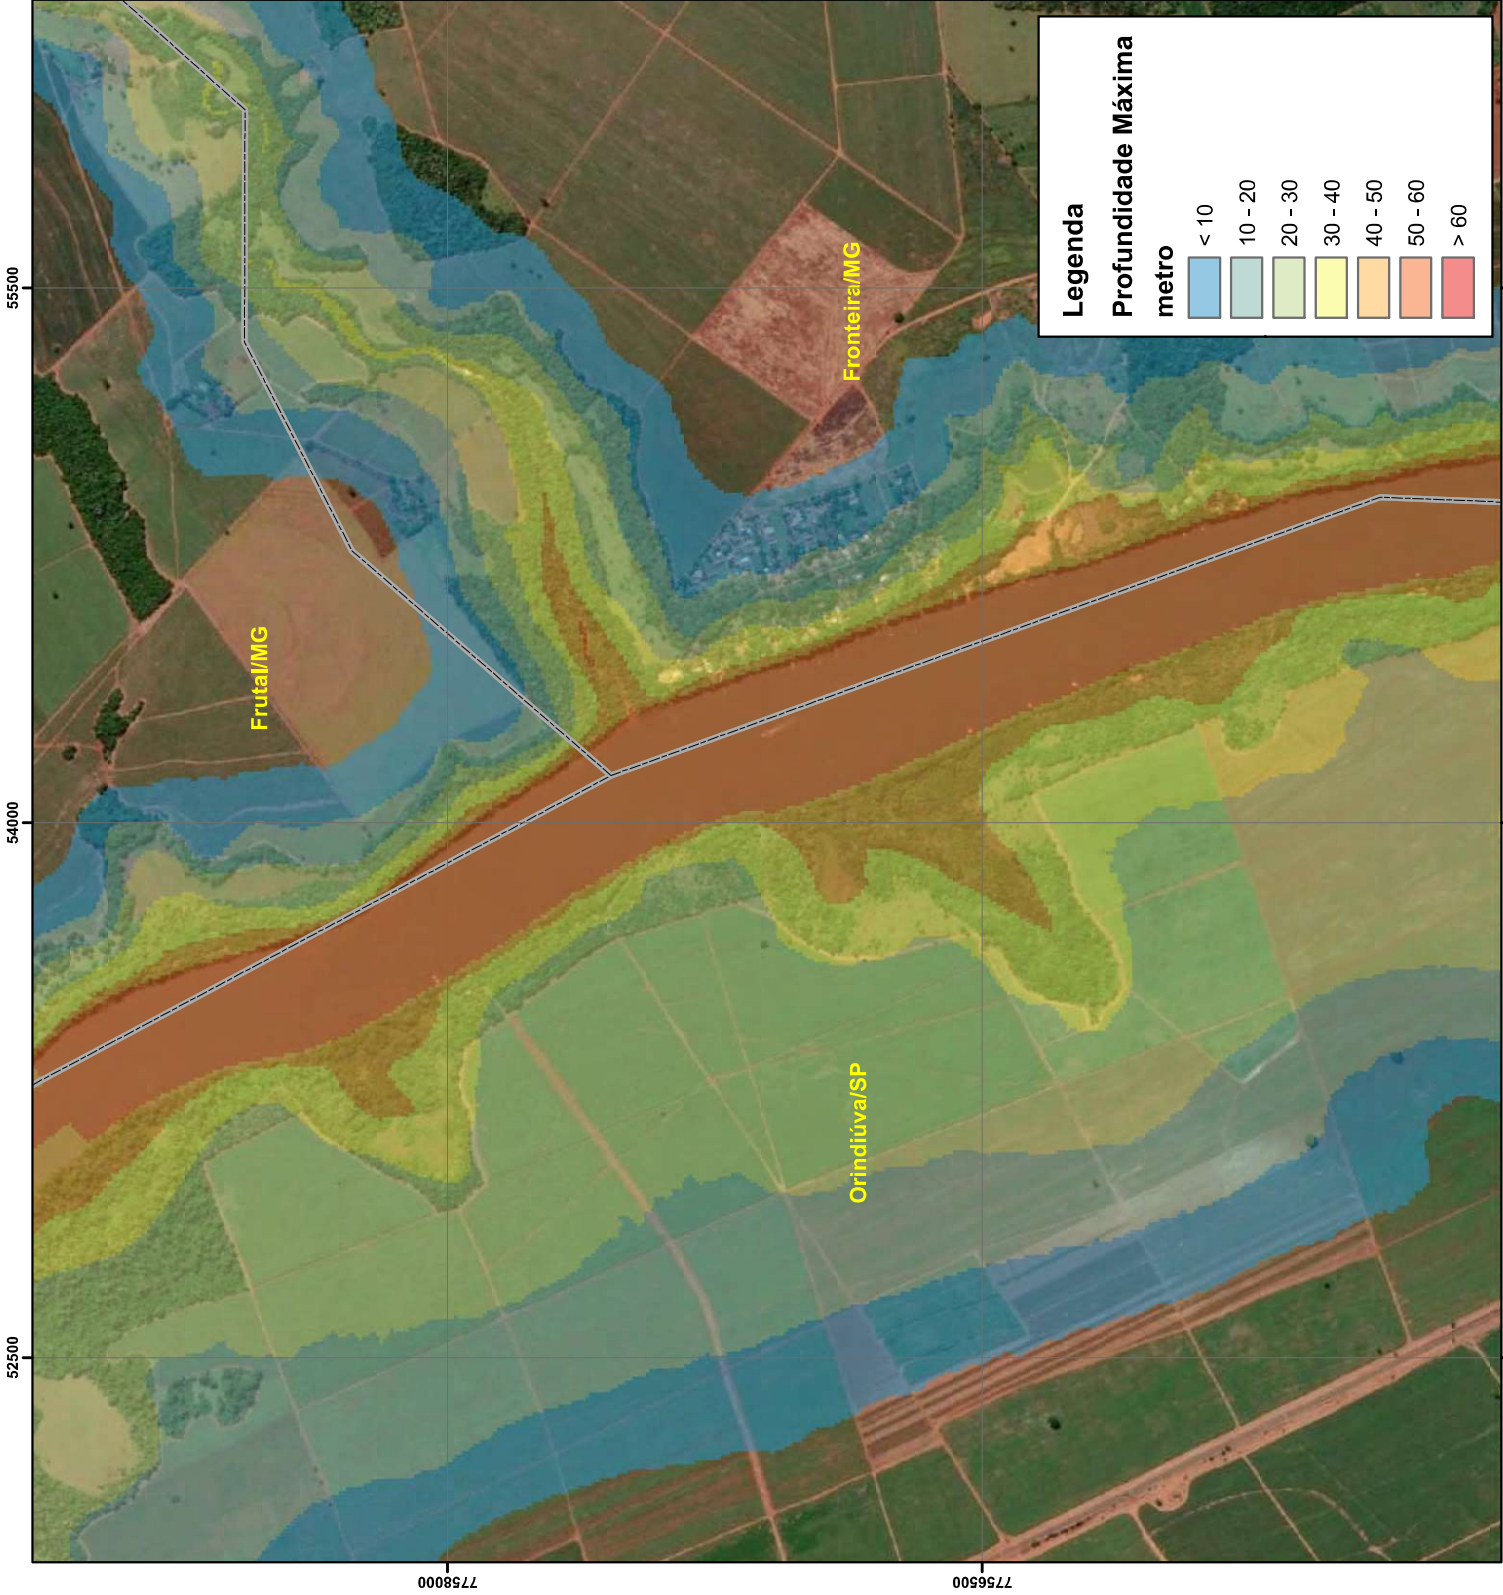 Legenda
Profundidade Máxima
metro
< 10
10 - 20
20 - 30
30 - 40
40 - 50
50 - 60
> 60
Frutal/MG
Fronteira/MG
Orindiúva/SP
52500
54000
55500
7758000
7756500